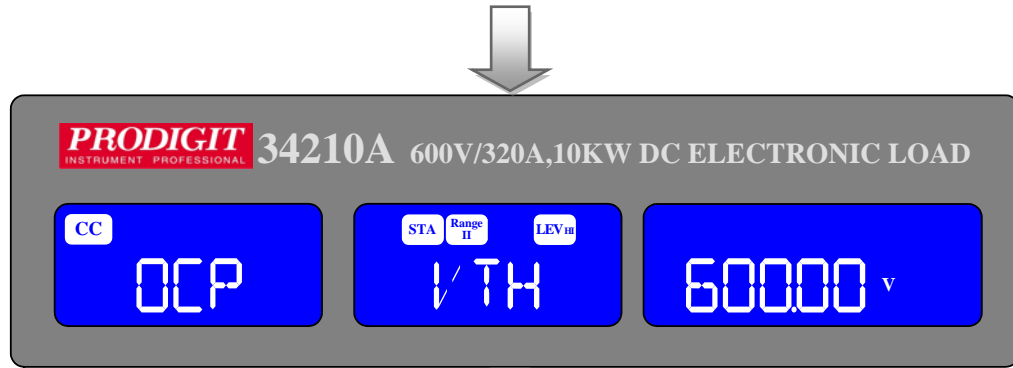 PRODIGIT
INSTRUMENT PROFESSIONAL
34210A 600V/320A,10KW DC ELECTRONIC LOAD
CC
STA Range II LEV HI
OCP VTH 600.00 V